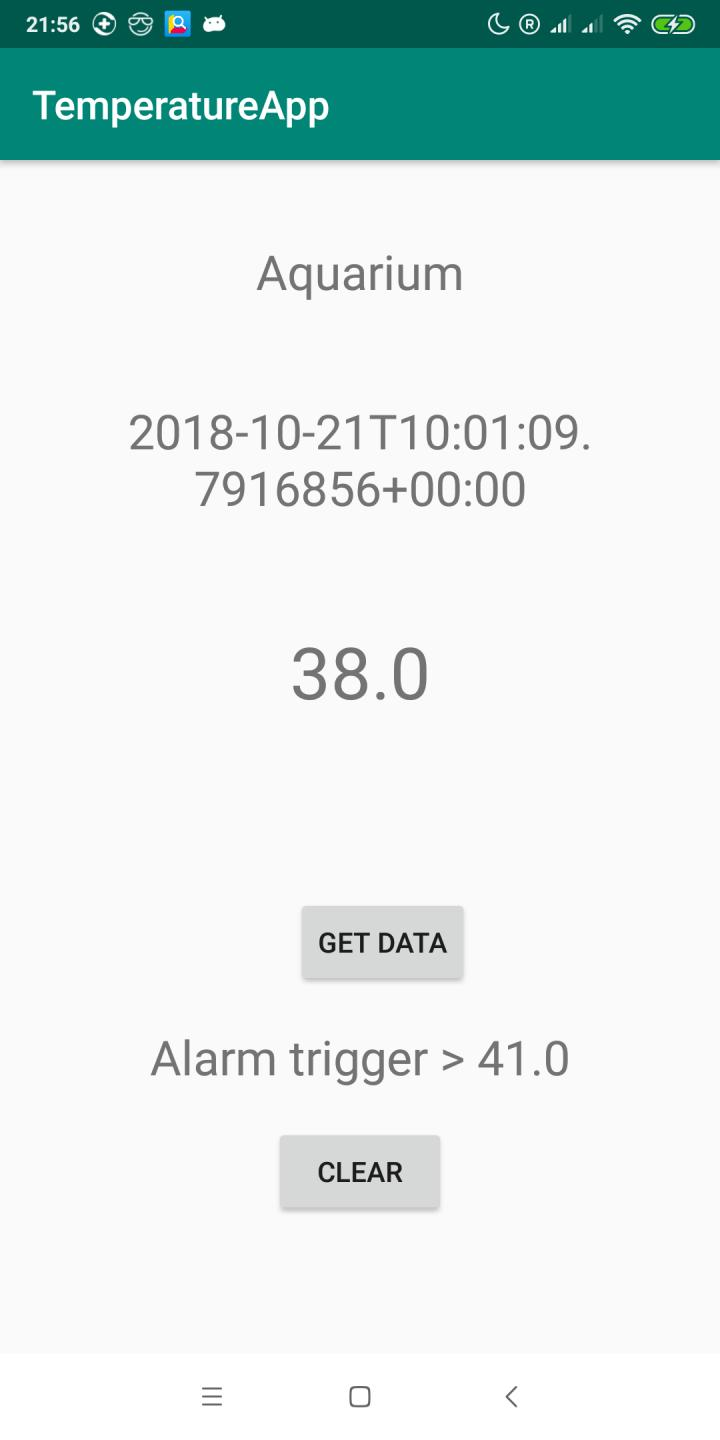 21:56
TemperatureApp
Aquarium
2018-10-21T10:01:09.
7916856+00:00
38.0
GET DATA
Alarm trigger > 41.0
CLEAR